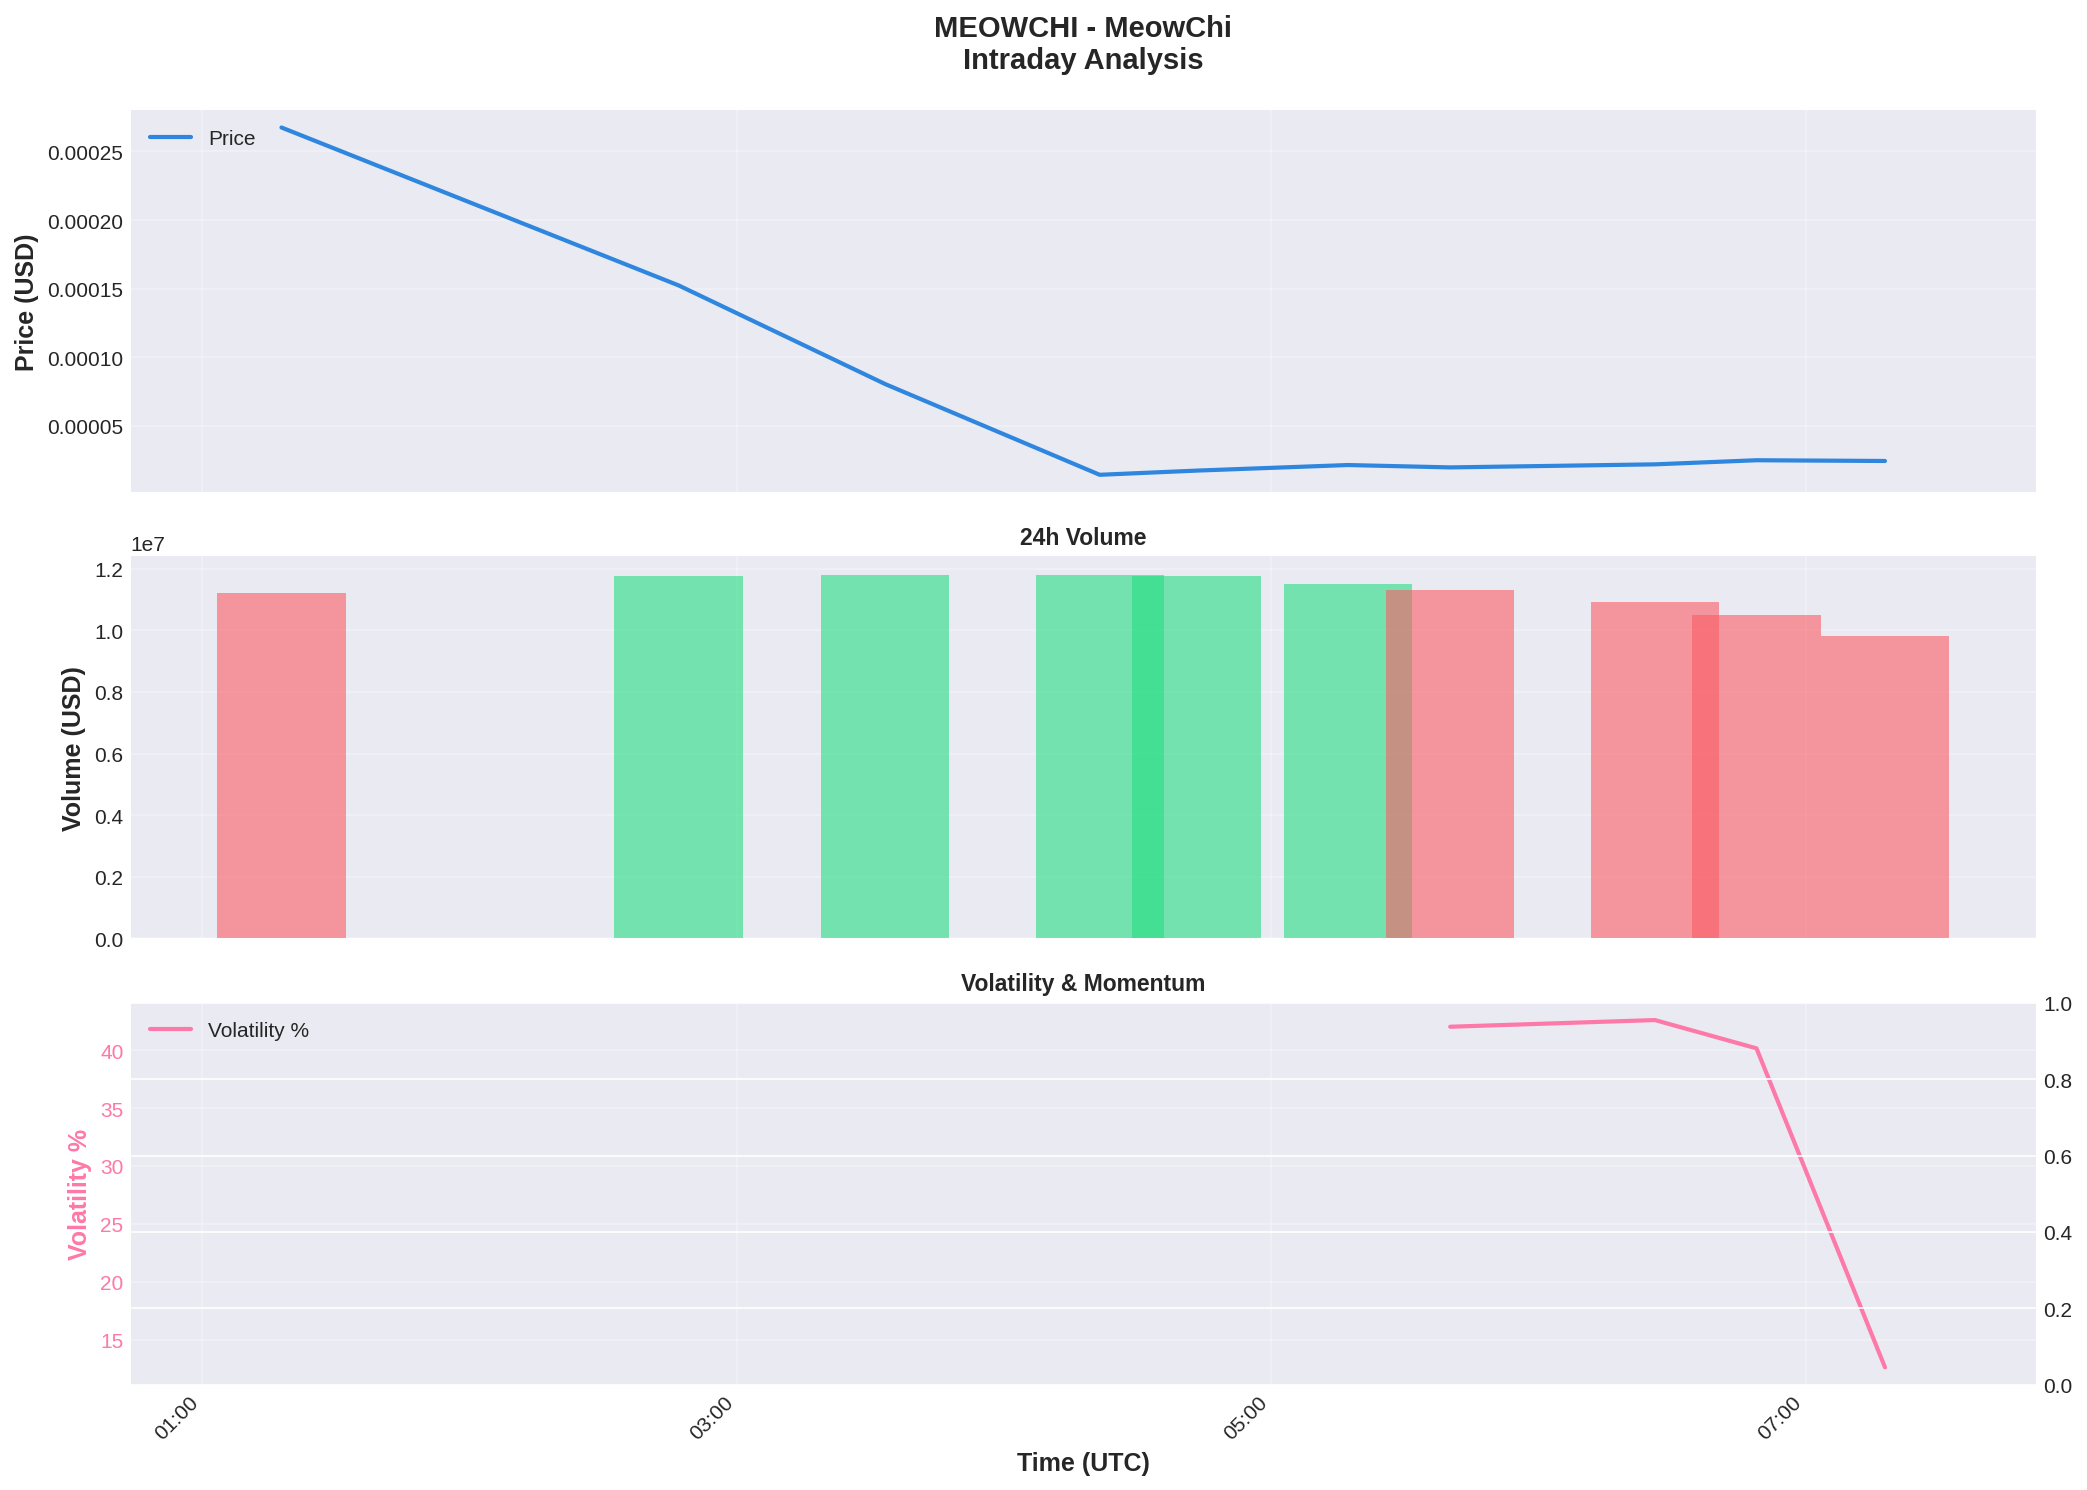 MEOWCHI - MeowChi
Intraday Analysis
Price
0.00025
0.00020
0.00015
0.00010
0.00005
Price (USD)
24h Volume
1e7
1.2
1.0
0.8
0.6
0.4
0.2
0.0
Volume (USD)
Volatility & Momentum
Volatility %
40
35
30
25
20
15
Volatility %
1.0
0.8
0.6
0.4
0.2
0.0
01:00
03:00
05:00
07:00
Time (UTC)